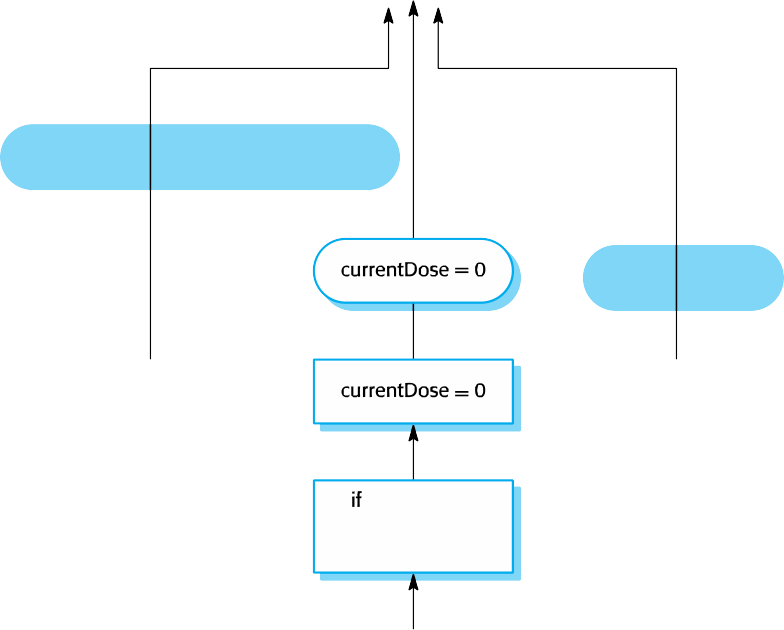 currentDose = 0
currentDose = 0
if